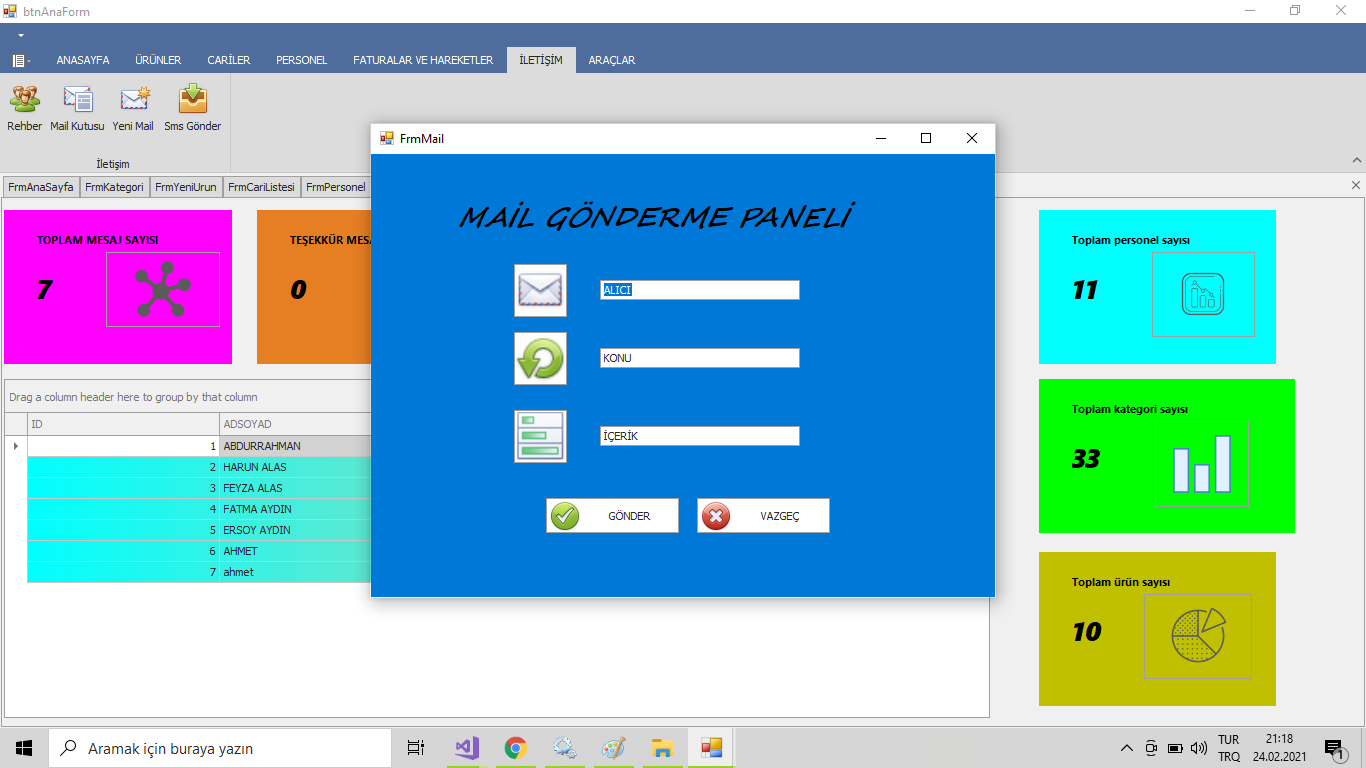 btnAnaForm
ANASAYFA ÜRÜNLER CARİLER PERSONEL FATURALAR VE HAREKETLER İLETİŞİM ARAÇLAR
Rehber Mail Kutusu Yeni Mail Sms Gönder
İletişim
FrmAnaSayfa FrmKategori FrmYeniUrun FrmCariListesi FrmPersonel
TOPLAM MESAJ SAYISI
7
TEŞEKKÜR MESA
0
Drag a column header here to group by that column
ID ADSOYAD
1 ABDURRAHMAN
2 HARUN ALAS
3 FEYZA ALAS
4 FATMA AYDIN
5 ERSOY AYDIN
6 AHMET
7 ahmet
FrmMail
MAİL GÖNDERME PANELİ
ALICI
KONU
İÇERİK
GÖNDER VAZGEÇ
Toplam personel sayısı
11
Toplam kategori sayısı
33
Toplam ürün sayısı
10
Aramak için buraya yazın
TUR
TRQ
21:18
24.02.2021
1